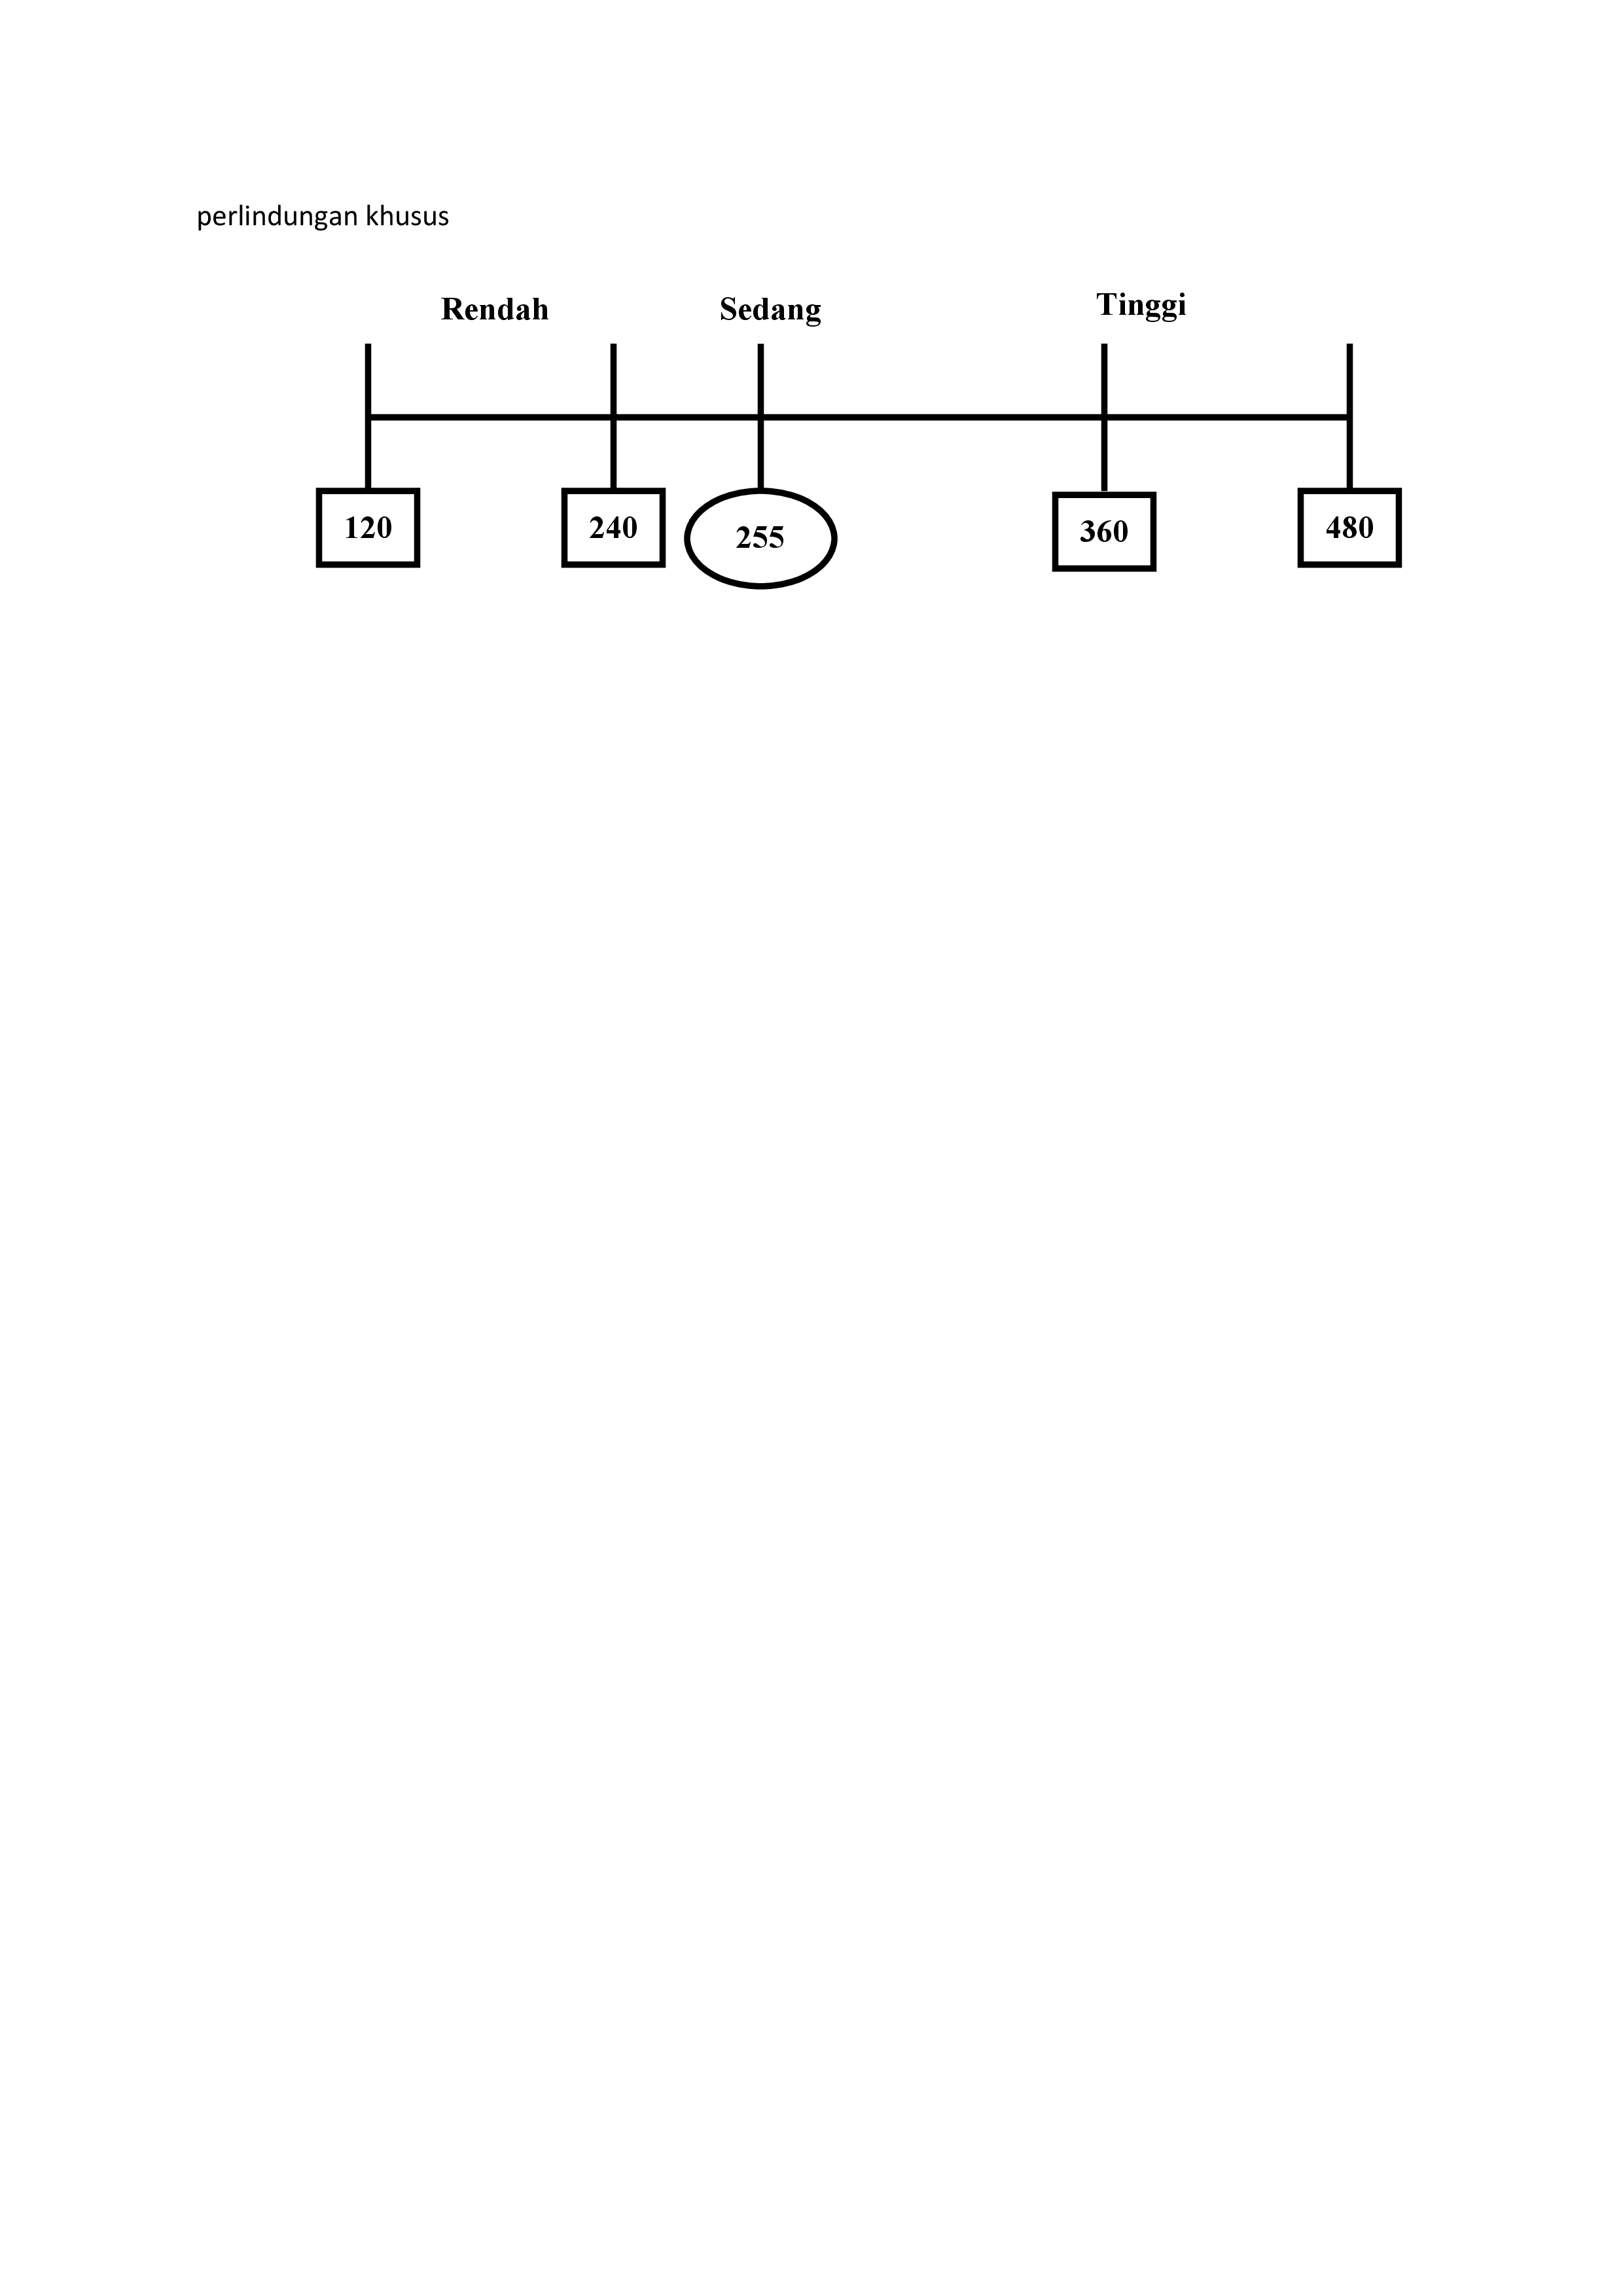 perlindungan khusus
Rendah Sedang Tinggi
120 240 255 360 480